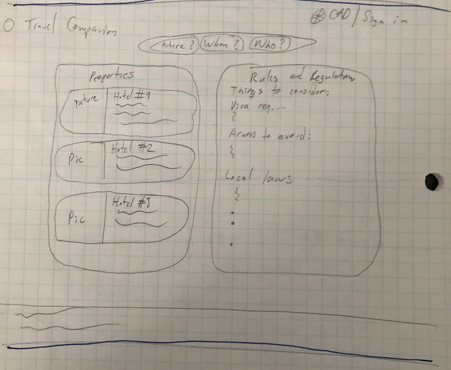 Travel Companion
CAD / Sign in
Where? When? Who?
Properties
Picture
Hotel #1
Pic
Hotel #2
Pic
Hotel #3
Rules and Regulations
Things to consider:
Visa req.
Areas to avoid:
Local laws